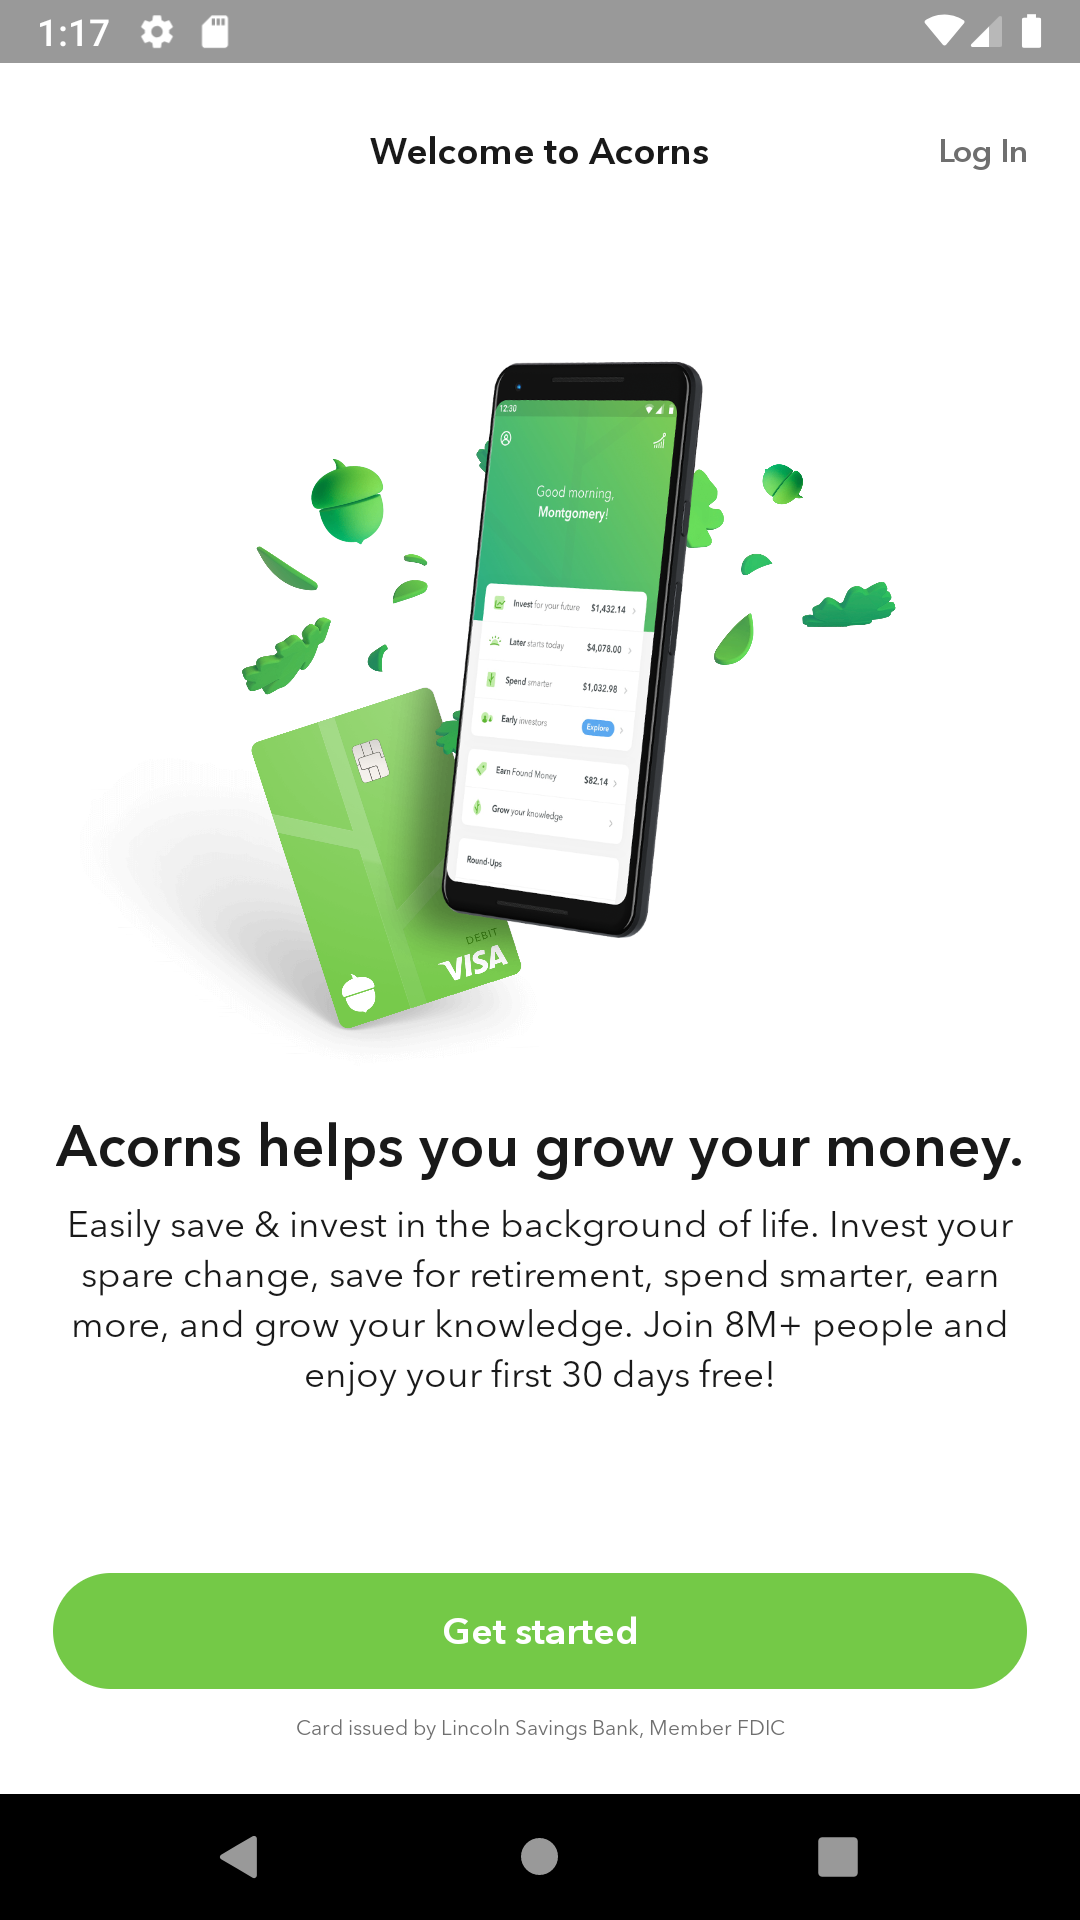 1:17
Welcome to Acorns
Log In
12:30
Good morning,
Montgomery!
Invest for your future $1,432.14
Later starts today $4,078.00
Spend smarter $1,032.98
Early investors Explore
Earn Found Money $82.14
Grow your knowledge
Round-Ups
DEBIT
VISA
Acorns helps you grow your money.
Easily save & invest in the background of life. Invest your
spare change, save for retirement, spend smarter, earn
more, and grow your knowledge. Join 8M+ people and
enjoy your first 30 days free!
Get started
Card issued by Lincoln Savings Bank, Member FDIC